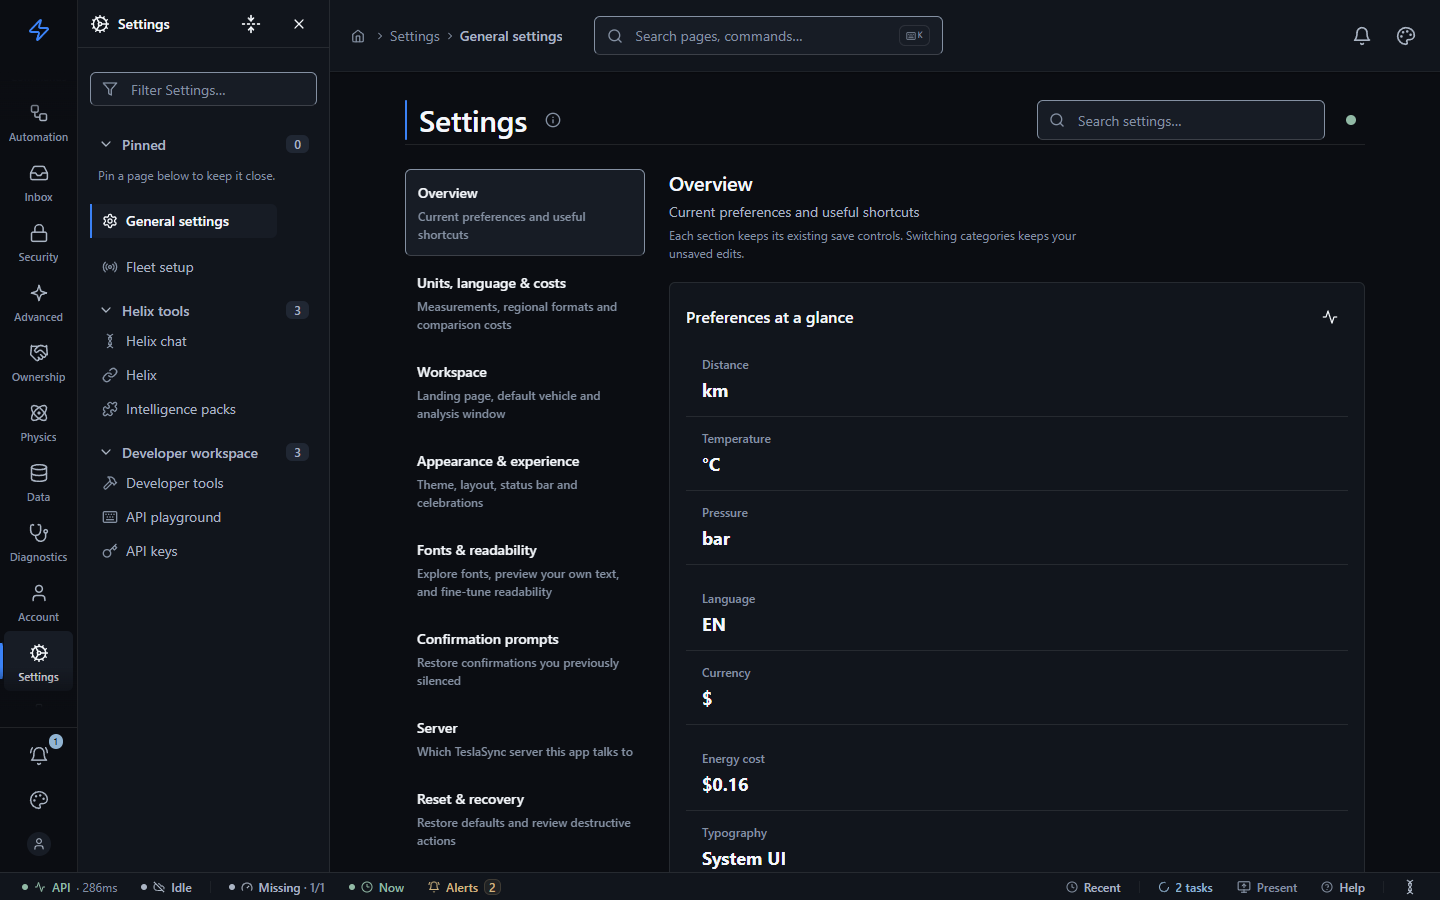 Settings
Settings
General settings
Search pages, commands...
K
Automation
Inbox
Security
Advanced
Ownership
Physics
Data
Diagnostics
Account
Settings
1
Filter Settings...
Pinned
0
Pin a page below to keep it close.
General settings
Fleet setup
Helix tools
3
Helix chat
Helix
Intelligence packs
Developer workspace
3
Developer tools
API playground
API keys
Settings
Search settings...
Overview
Current preferences and useful
shortcuts
Units, language & costs
Measurements, regional formats and
comparison costs
Workspace
Landing page, default vehicle and
analysis window
Appearance & experience
Theme, layout, status bar and
celebrations
Fonts & readability
Explore fonts, preview your own text,
and fine-tune readability
Confirmation prompts
Restore confirmations you previously
silenced
Server
Which TeslaSync server this app talks to
Reset & recovery
Restore defaults and review destructive
actions
Overview
Current preferences and useful shortcuts
Each section keeps its existing save controls. Switching categories keeps your
unsaved edits.
Preferences at a glance
Distance
km
Temperature
°C
Pressure
bar
Language
EN
Currency
$
Energy cost
$0.16
Typography
System UI
API · 286ms
Idle
Missing · 1/1
Now
Alerts 2
Recent
2 tasks
Present
Help